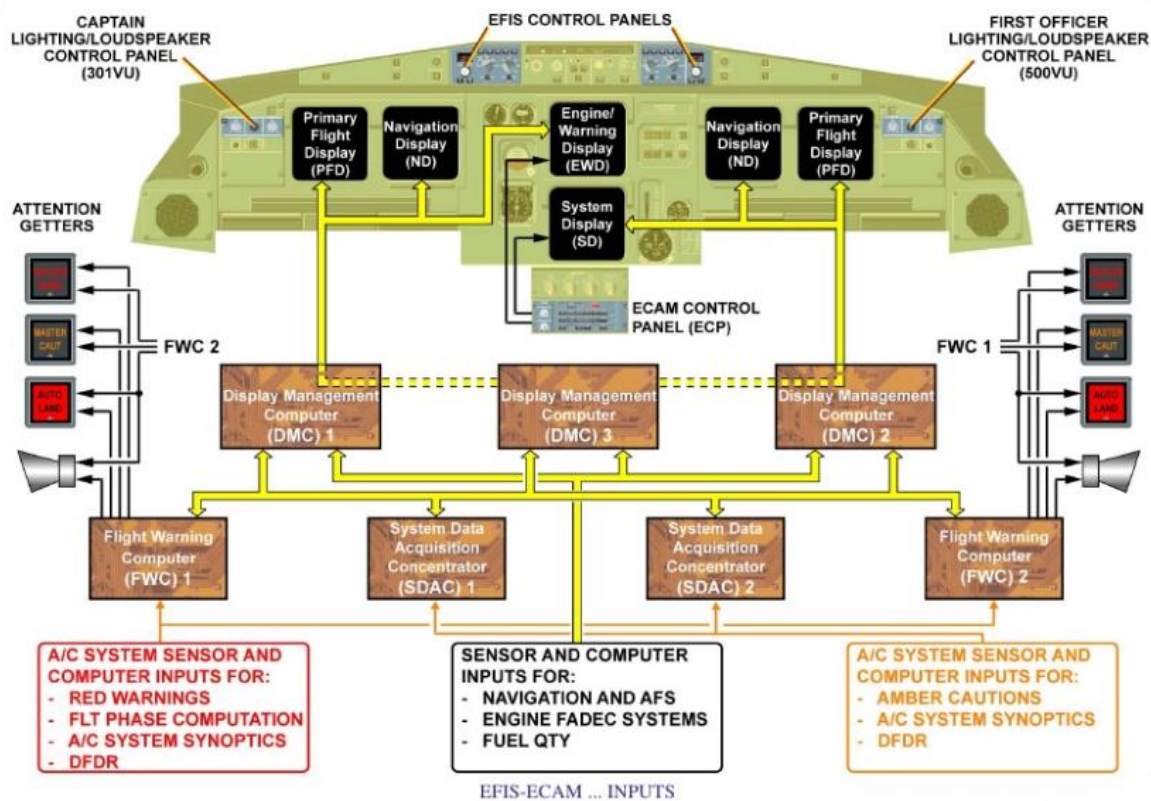 CAPTAIN
LIGHTING/LOUDSPEAKER
CONTROL PANEL
(301VU)
EFIS CONTROL PANELS
FIRST OFFICER
LIGHTING/LOUDSPEAKER
CONTROL PANEL
(500VU)
Primary
Flight
Display
(PFD)
Navigation
Display
(ND)
Engine/
Warning
Display
(EWD)
Navigation
Display
(ND)
Primary
Flight
Display
(PFD)
System
Display
(SD)
ATTENTION
GETTERS
ATTENTION
GETTERS
MASTER
CAUT
AUTO
LAND
FWC 2
ECAM CONTROL
PANEL (ECP)
FWC 1
MASTER
CAUT
AUTO
LAND
Display Management
Computer
(DMC) 1
Display Management
Computer
(DMC) 3
Display Management
Computer
(DMC) 2
Flight Warning
Computer
(FWC) 1
System Data
Acquisition
Concentrator
(SDAC) 1
System Data
Acquisition
Concentrator
(SDAC) 2
Flight Warning
Computer
(FWC) 2
A/C SYSTEM SENSOR AND
COMPUTER INPUTS FOR:
- RED WARNINGS
- FLT PHASE COMPUTATION
- A/C SYSTEM SYNOPTICS
- DFDR
SENSOR AND COMPUTER
INPUTS FOR:
- NAVIGATION AND AFS
- ENGINE FADEC SYSTEMS
- FUEL QTY
A/C SYSTEM SENSOR AND
COMPUTER INPUTS FOR:
- AMBER CAUTIONS
- A/C SYSTEM SYNOPTICS
- DFDR
EFIS-ECAM ... INPUTS